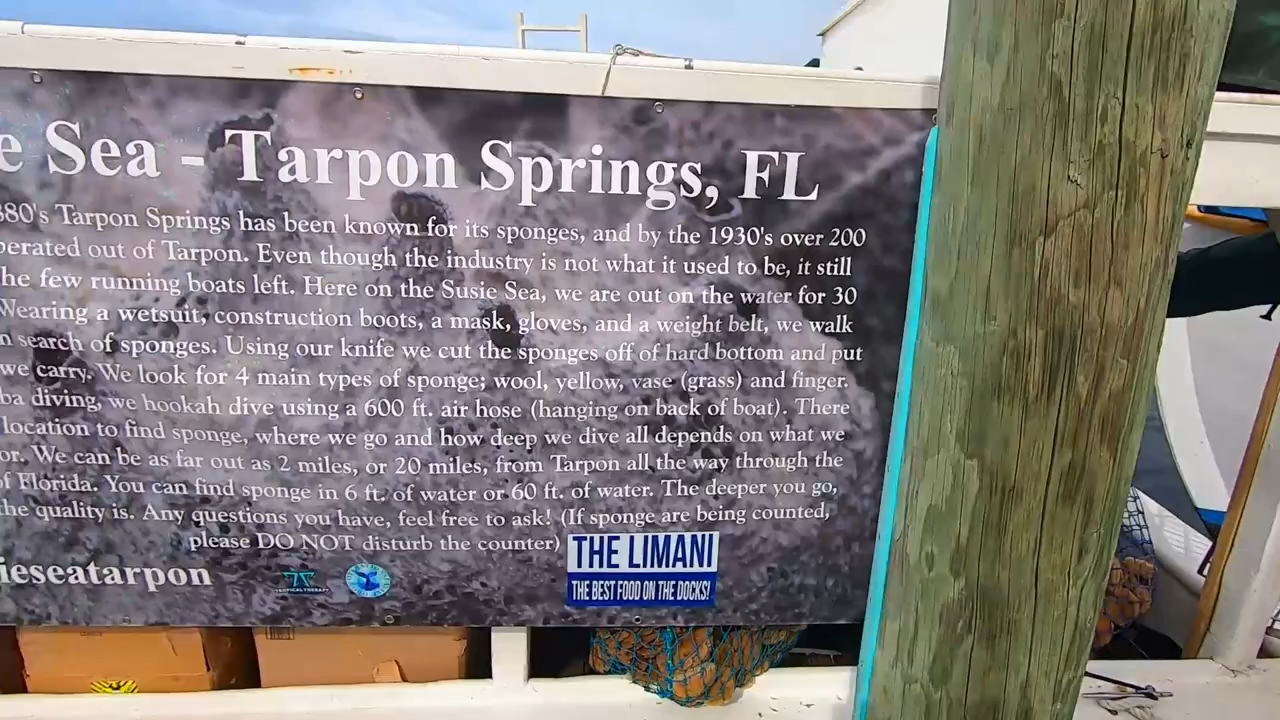 e Sea - Tarpon Springs, FL
880's Tarpon Springs has been known for its sponges, and by the 1930's over 200
perated out of Tarpon. Even though the industry is not what it used to be, it still
he few running boats left. Here on the Susie Sea, we are out on the water for 30
Wearing a wetsuit, construction boots, a mask, gloves, and a weight belt, we walk
n search of sponges. Using our knife we cut the sponges off of hard bottom and put
we carry. We look for 4 main types of sponge; wool, yellow, vase (grass) and finger.
ba diving, we hookah dive using a 600 ft. air hose (hanging on back of boat). There
location to find sponge, where we go and how deep we dive all depends on what we
or. We can be as far out as 2 miles, or 20 miles, from Tarpon all the way through the
of Florida. You can find sponge in 6 ft. of water or 60 ft. of water. The deeper you go,
the quality is. Any questions you have, feel free to ask! (If sponge are being counted,
please DO NOT disturb the counter)
ieseatarpon
TROPICAL THERAPY
THE LIMANI
THE BEST FOOD ON THE DOCKS!